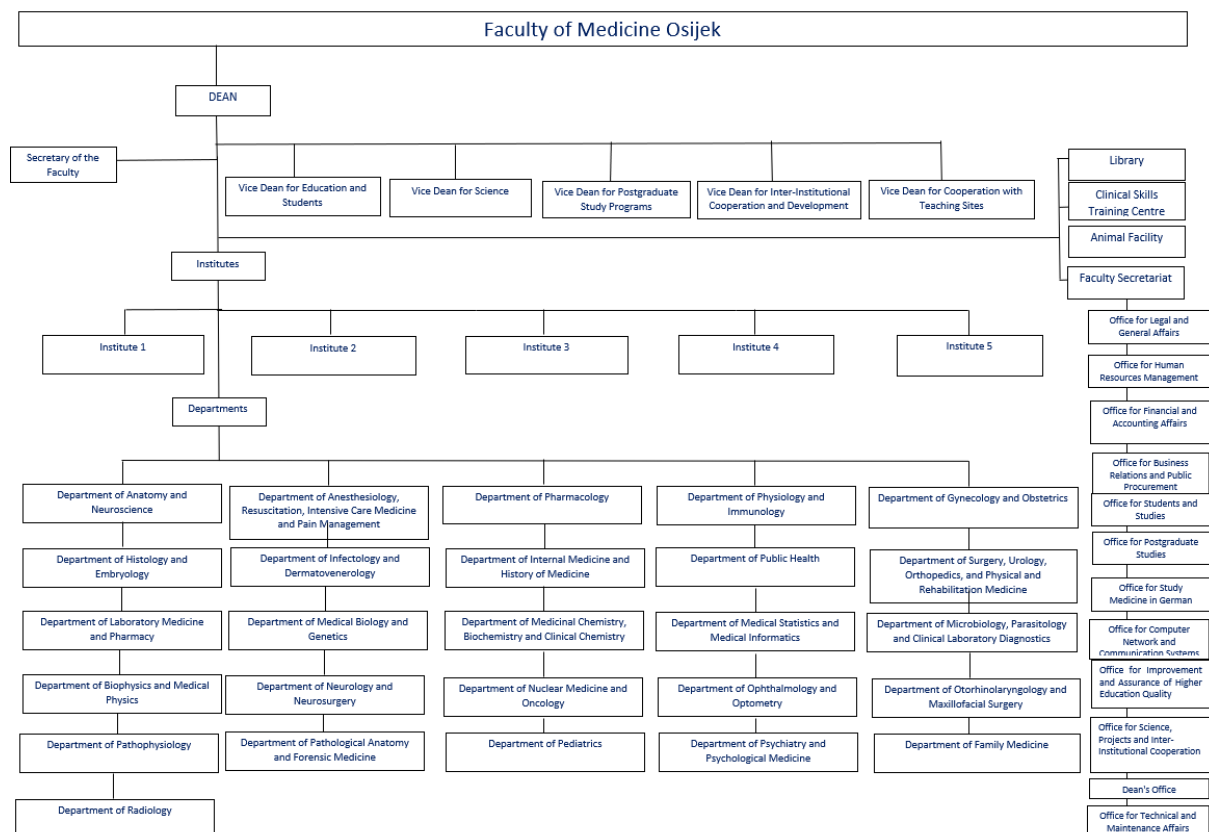 Faculty of Medicine Osijek
DEAN
Secretary of the
Faculty
Vice Dean for Education and
Students
Vice Dean for Science
Vice Dean for Postgraduate
Study Programs
Vice Dean for Inter-Institutional
Cooperation and Development
Vice Dean for Cooperation with
Teaching Sites
Library
Clinical Skills
Training Centre
Animal Facility
Faculty Secretariat
Institutes
Institute 1
Institute 2
Institute 3
Institute 4
Institute 5
Departments
Department of Anatomy and
Neuroscience
Department of Anesthesiology,
Resuscitation, Intensive Care Medicine
and Pain Management
Department of Pharmacology
Department of Physiology and
Immunology
Department of Gynecology and Obstetrics
Department of Histology and
Embryology
Department of Infectology and
Dermatovenerology
Department of Internal Medicine and
History of Medicine
Department of Public Health
Department of Surgery, Urology,
Orthopedics, and Physical and
Rehabilitation Medicine
Department of Laboratory Medicine
and Pharmacy
Department of Medical Biology and
Genetics
Department of Medicinal Chemistry,
Biochemistry and Clinical Chemistry
Department of Medical Statistics and
Medical Informatics
Department of Microbiology, Parasitology
and Clinical Laboratory Diagnostics
Department of Biophysics and Medical
Physics
Department of Neurology and
Neurosurgery
Department of Nuclear Medicine and
Oncology
Department of Ophthalmology and
Optometry
Department of Otorhinolaryngology and
Maxillofacial Surgery
Department of Pathophysiology
Department of Pathological Anatomy
and Forensic Medicine
Department of Pediatrics
Department of Psychiatry and
Psychological Medicine
Department of Family Medicine
Department of Radiology
Office for Legal and
General Affairs
Office for Human
Resources Management
Office for Financial and
Accounting Affairs
Office for Business
Relations and Public
Procurement
Office for Students and
Studies
Office for Postgraduate
Studies
Office for Study
Medicine in German
Office for Computer
Network and
Communication Systems
Office for Improvement
and Assurance of Higher
Education Quality
Office for Science,
Projects and Inter-
Institutional Cooperation
Dean's Office
Office for Technical and
Maintenance Affairs